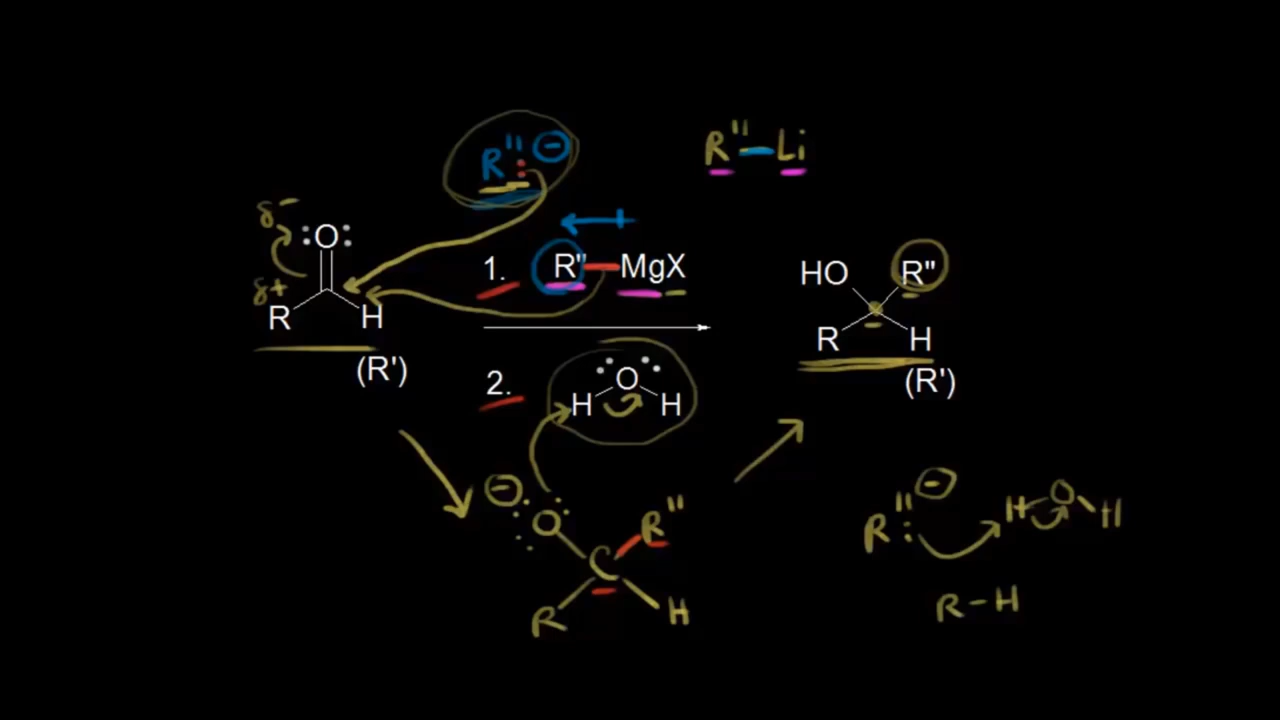 R" : ⊖
R"–Li
δ-
:O:
1. R"–MgX
HO R"
δ+
R H
R H
(R')
(R')
2. H O H
⊖
O R"
C
R H
R" : ⊖ H O H
R-H